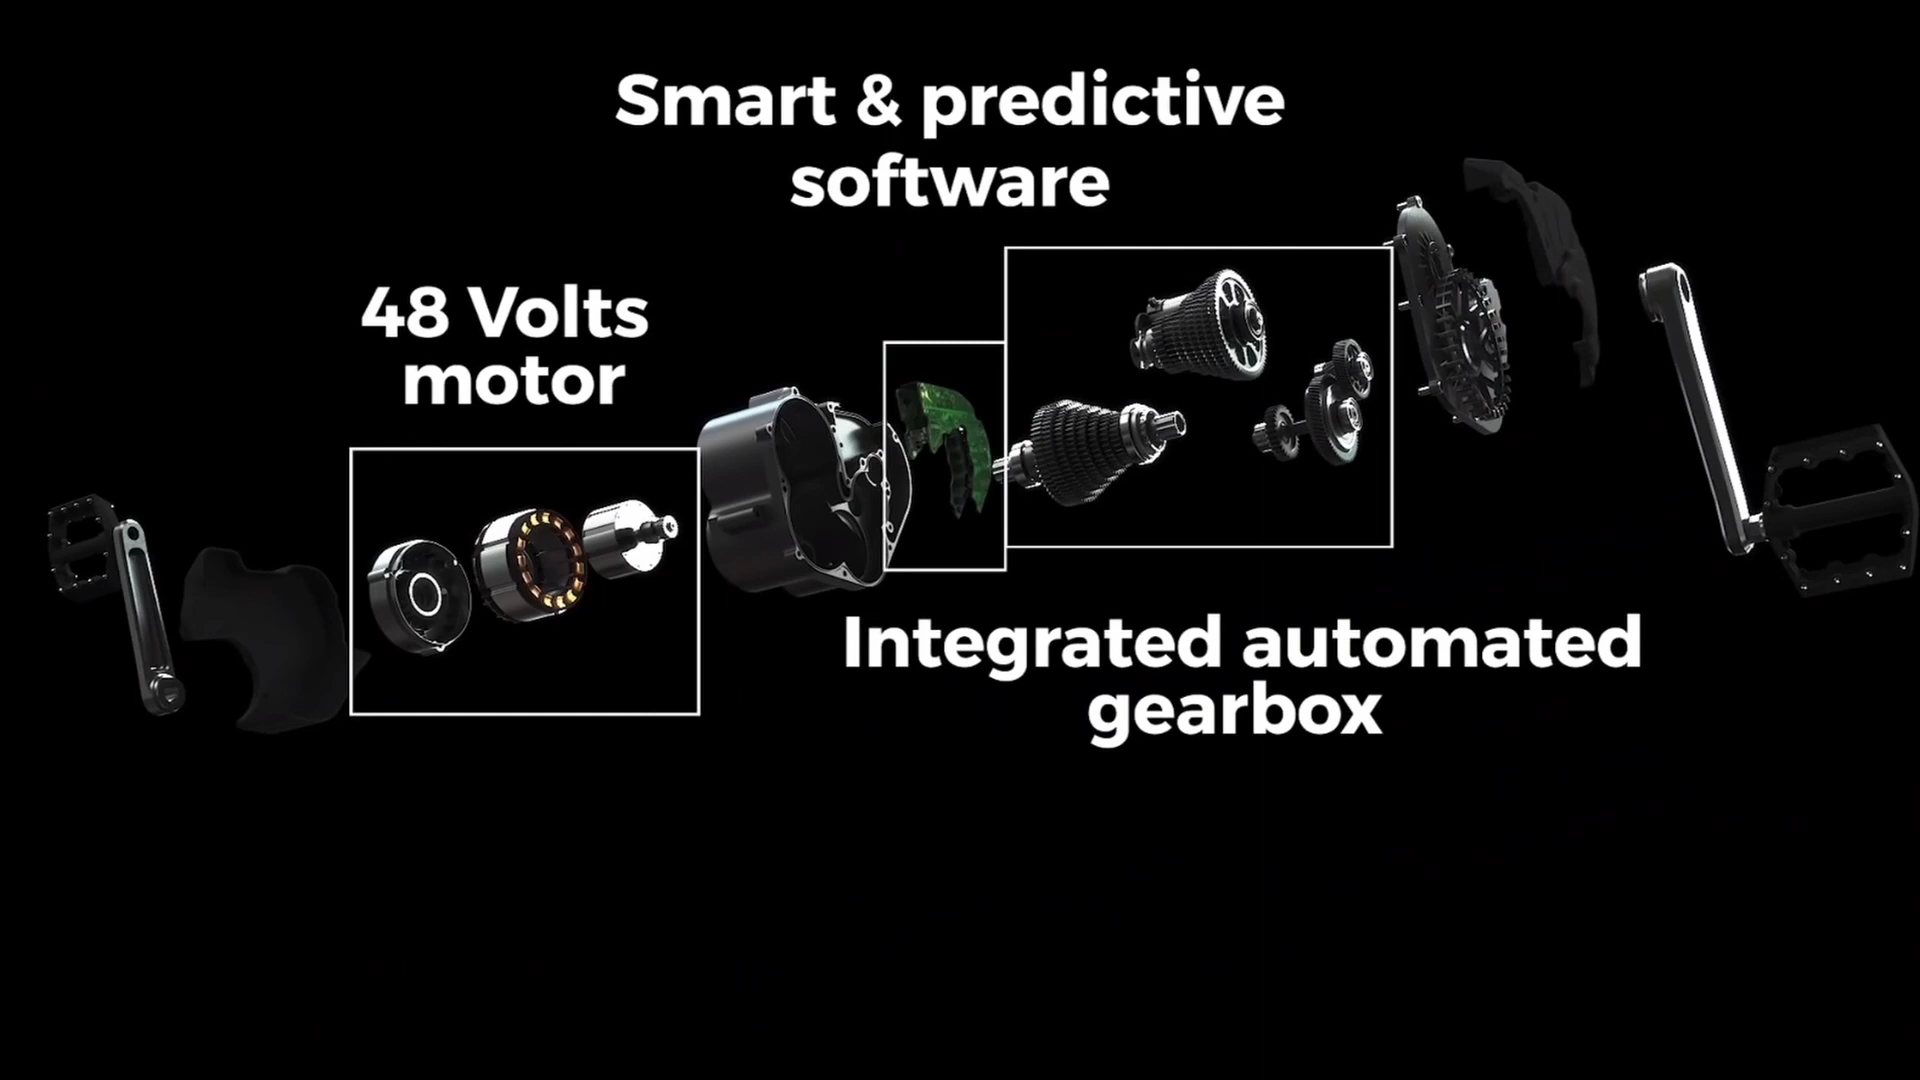 Smart & predictive
software
48 Volts
motor
Integrated automated
gearbox